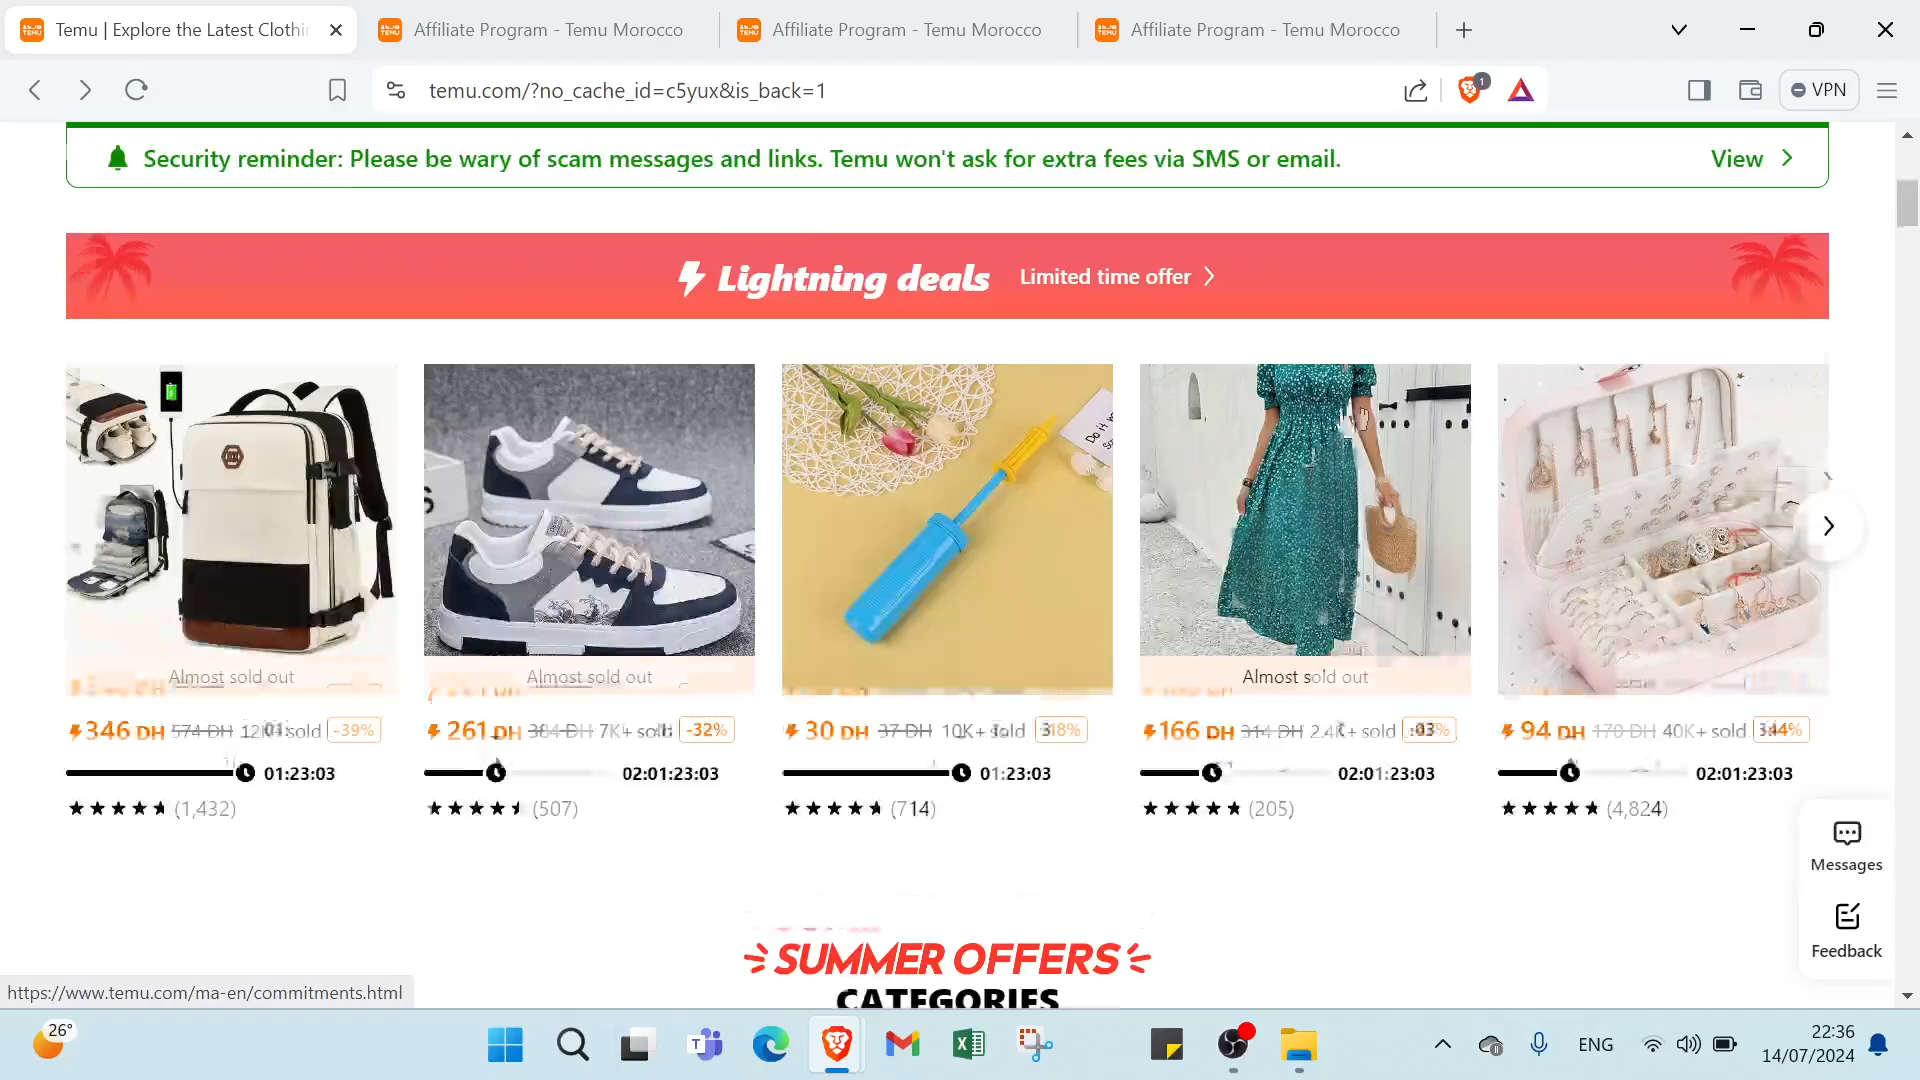 Temu | Explore the Latest Clothi
Affiliate Program - Temu Morocco
Affiliate Program - Temu Morocco
Affiliate Program - Temu Morocco
temu.com/?no_cache_id=c5yux&is_back=1
1
VPN
Security reminder: Please be wary of scam messages and links. Temu won't ask for extra fees via SMS or email.
View
Lightning deals Limited time offer
Almost sold out
346 DH 574 DH sold -39%
01:23:03
(1,432)
Almost sold out
261 DH 384 DH 7K+ sold -32%
02:01:23:03
(507)
Do it
30 DH 37 DH 10K+ sold
01:23:03
(714)
Almost sold out
166 DH 314 DH 2.4K+ sold
02:01:23:03
(205)
94 DH 170 DH 40K+ sold
02:01:23:03
(4,824)
Messages
Feedback
SUMMER OFFERS
CATEGORIES
https://www.temu.com/ma-en/commitments.html
26°
ENG
22:36
14/07/2024